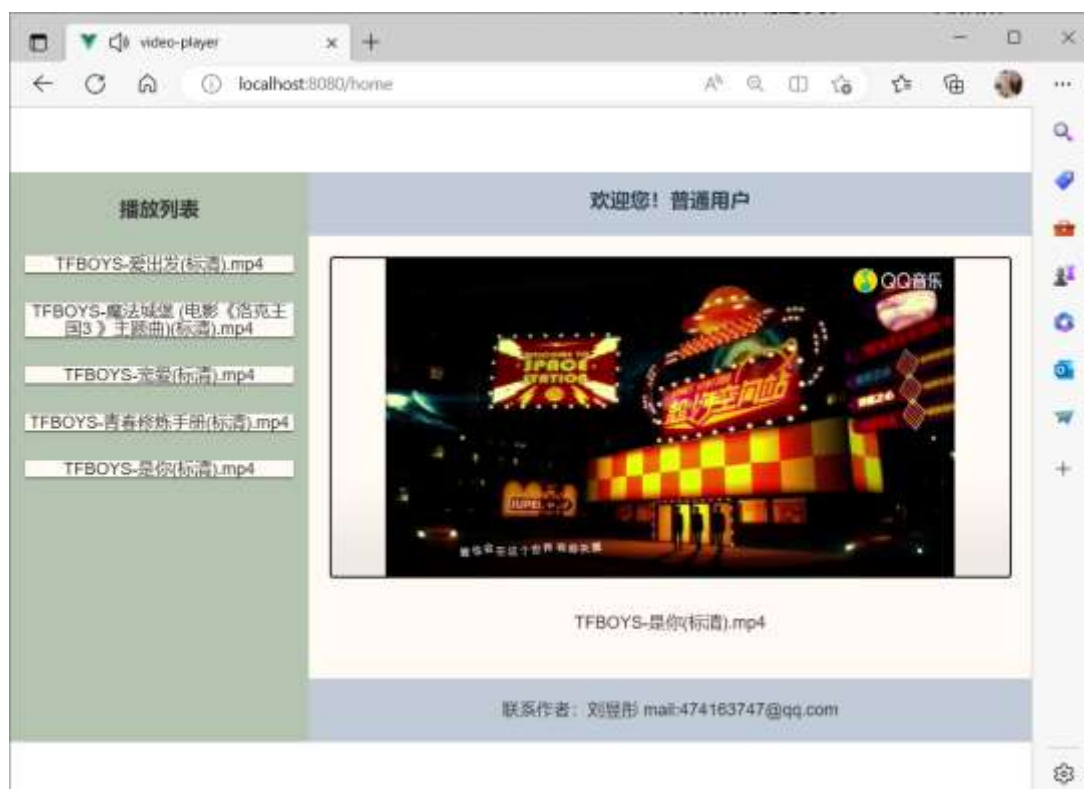 video-player
localhost:8080/home
播放列表
TFBOYS-爱出发(标清).mp4
TFBOYS-魔法城堡 (电影《洛克王
国3 》主题曲)(标清).mp4
TFBOYS-宠爱(标清).mp4
TFBOYS-青春修炼手册(标清).mp4
TFBOYS-是你(标清).mp4
欢迎您！普通用户
QQ音乐
WELCOME TO
SPACE
STATION
TFBOYS-是你(标清).mp4
联系作者：刘昱彤 mail:474163747@qq.com